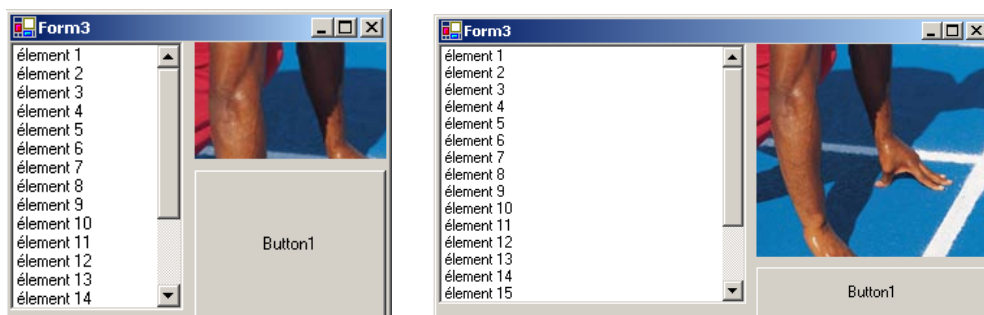 Form3
élement 1
élement 2
élement 3
élement 4
élement 5
élement 6
élement 7
élement 8
élement 9
élement 10
élement 11
élement 12
élement 13
élement 14
Button1
Form3
élement 1
élement 2
élement 3
élement 4
élement 5
élement 6
élement 7
élement 8
élement 9
élement 10
élement 11
élement 12
élement 13
élement 14
élement 15
Button1